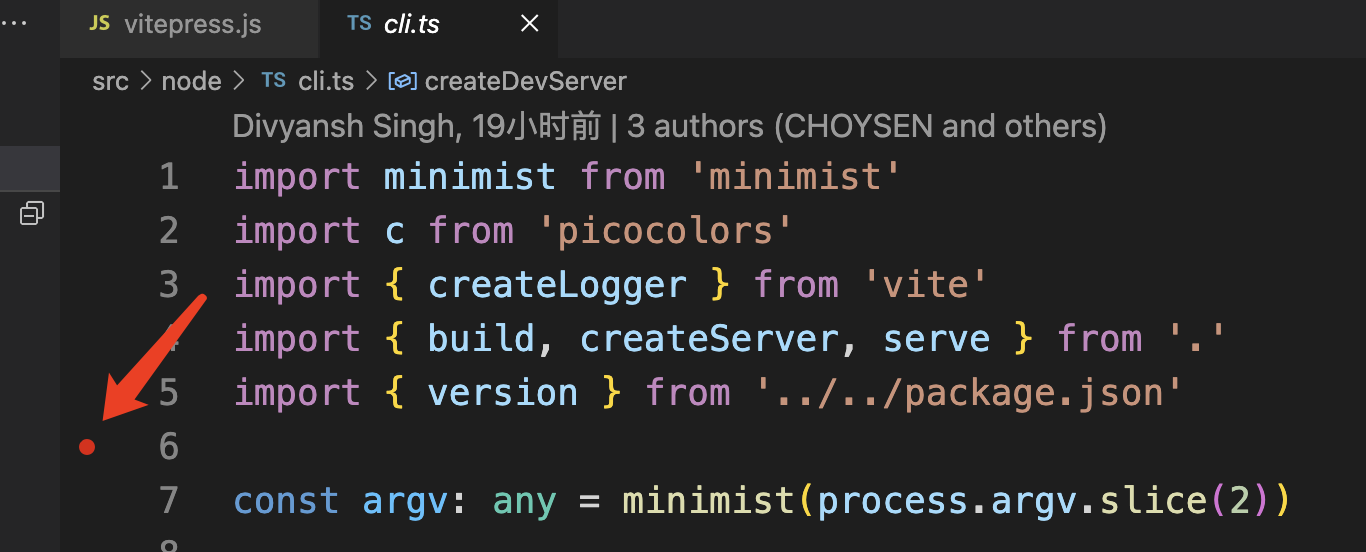 ···
JS vitepress.js
TS cli.ts ×
src > node > TS cli.ts > createDevServer
Divyansh Singh, 19小时前 | 3 authors (CHOYSEN and others)
1 import minimist from 'minimist'
2 import c from 'picocolors'
3 import { createLogger } from 'vite'
4 import { build, createServer, serve } from '.'
5 import { version } from '../../package.json'
6
7 const argv: any = minimist(process.argv.slice(2))
8